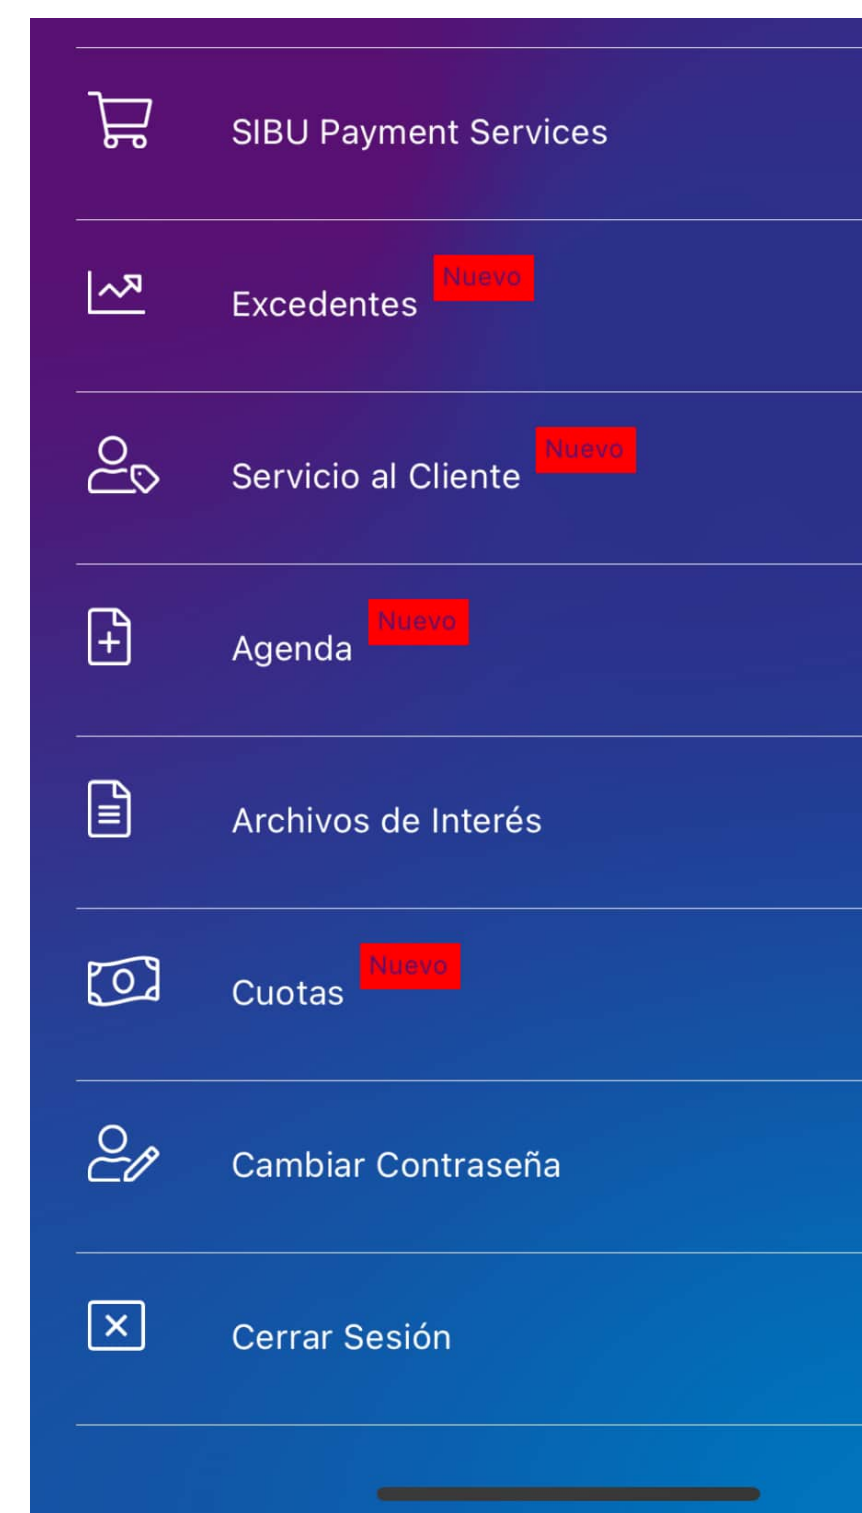 SIBU Payment Services
Excedentes Nuevo
Servicio al Cliente Nuevo
Agenda Nuevo
Archivos de Interés
Cuotas Nuevo
Cambiar Contraseña
Cerrar Sesión